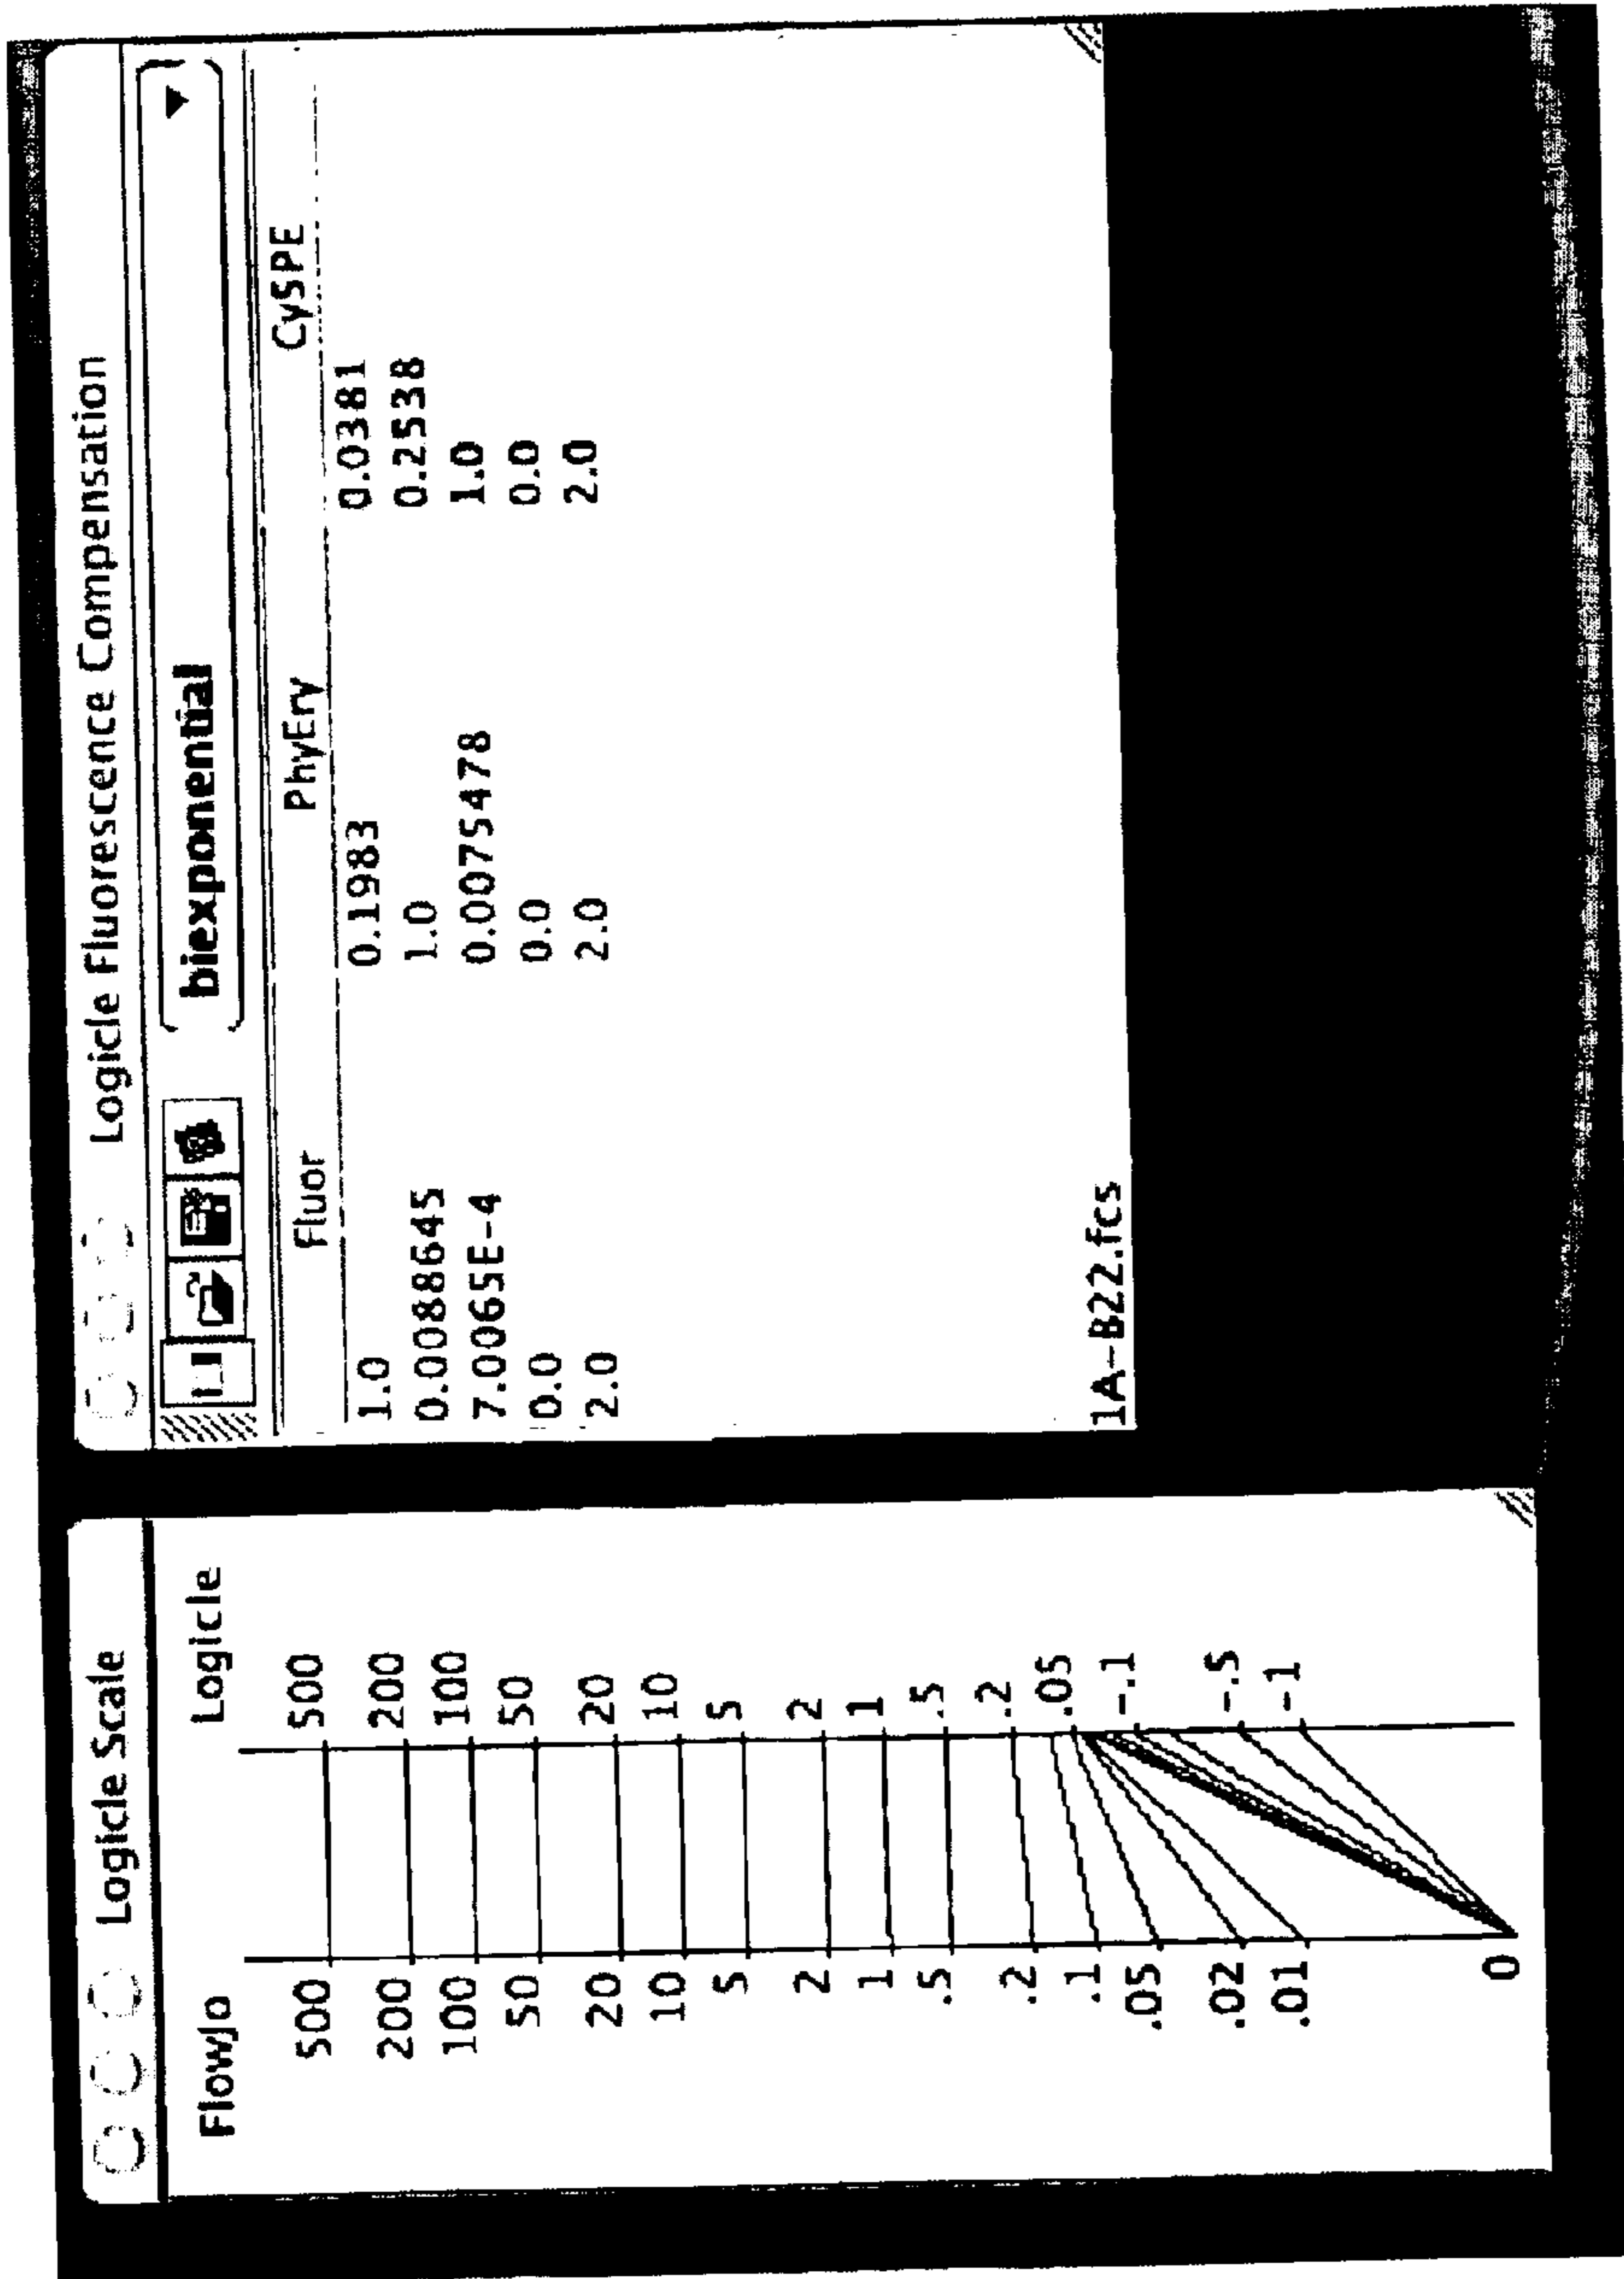 Logicle Scale
FlowJo Logicle
500 500
200 200
100 100
50 50
20 20
10 10
5 5
2 2
1 1
.5 .5
.2 .2
.1 .05
.05 -.1
.02 -.5
.01 -1
0
Logicle Fluorescence Compensation
biexponential
Fluor PhyEry Cy5PE
1.0 0.1983 0.0381
0.0088645 1.0 0.2538
7.0065E-4 0.0075478 1.0
0.0 0.0 0.0
2.0 2.0 2.0
1A-B22.fcs